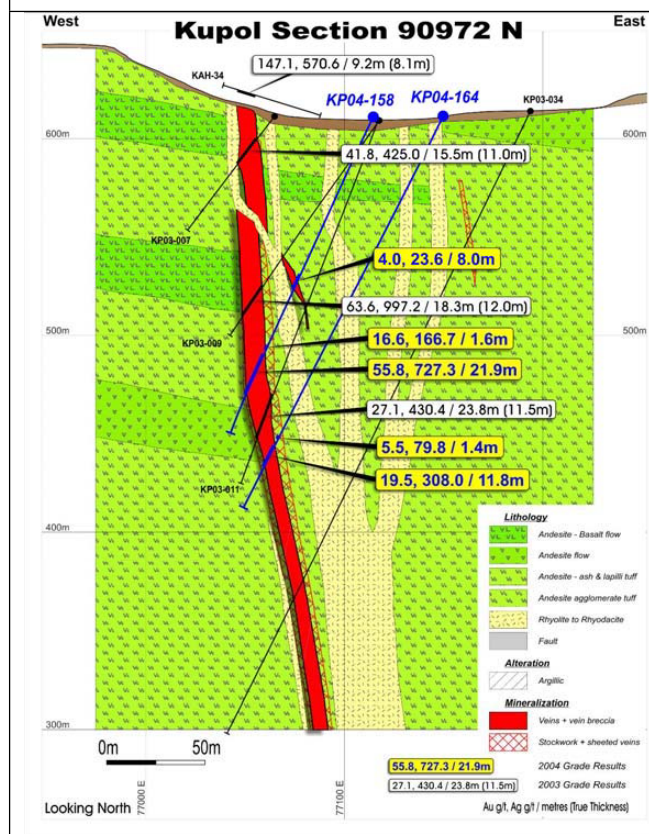 West
Kupol Section 90972 N
East
147.1, 570.6 / 9.2m (8.1m)
KAH-34
KP04-158
KP04-164
KP03-034
600m
600m
41.8, 425.0 / 15.5m (11.0m)
KP03-007
4.0, 23.6 / 8.0m
63.6, 997.2 / 18.3m (12.0m)
500m
500m
KP03-009
16.6, 166.7 / 1.6m
55.8, 727.3 / 21.9m
27.1, 430.4 / 23.8m (11.5m)
5.5, 79.8 / 1.4m
KP03-011
19.5, 308.0 / 11.8m
400m
400m
Lithology
Andesite - Basalt flow
Andesite flow
Andesite - ash & lapilli tuff
Andesite agglomerate tuff
Rhyolite to Rhyodacite
Fault
Alteration
Argillic
Mineralization
Veins + vein breccia
Stockwork + sheeted veins
300m
300m
0m 50m
55.8, 727.3 / 21.9m 2004 Grade Results
27.1, 430.4 / 23.8m (11.5m) 2003 Grade Results
Looking North
77000 E
77100 E
Au g/t, Ag g/t / metres (True Thickness)